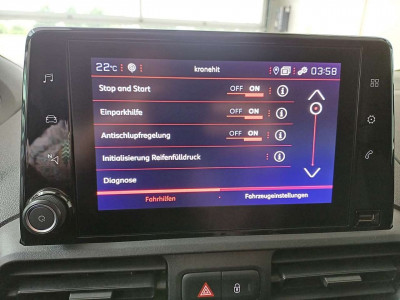 22°C kronehit 03:58
Stop and Start OFF ON
Einparkhilfe OFF ON
Antischlupfregelung OFF ON
Initialisierung Reifenfülldruck
Diagnose
Fahrhilfen Fahrzeugeinstellungen
N